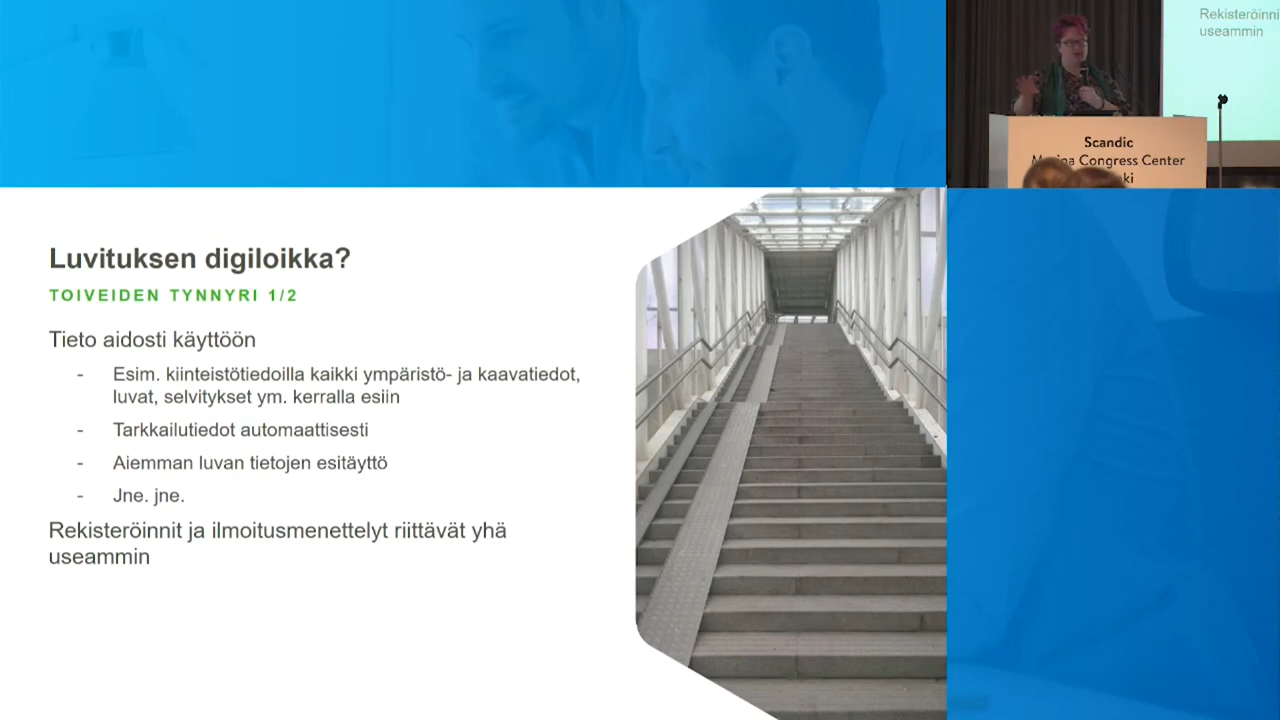 Luvituksen digiloikka?
TOIVEIDEN TYNNYRI 1/2
Tieto aidosti käyttöön
- Esim. kiinteistötiedoilla kaikki ympäristö- ja kaavatiedot,
luvat, selvitykset ym. kerralla esiin
- Tarkkailutiedot automaattisesti
- Aiemman luvan tietojen esitäyttö
- Jne. jne.
Rekisteröinnit ja ilmoitusmenettelyt riittävät yhä
useammin
Rekisteröinni
useammin
Scandic
Congress Center